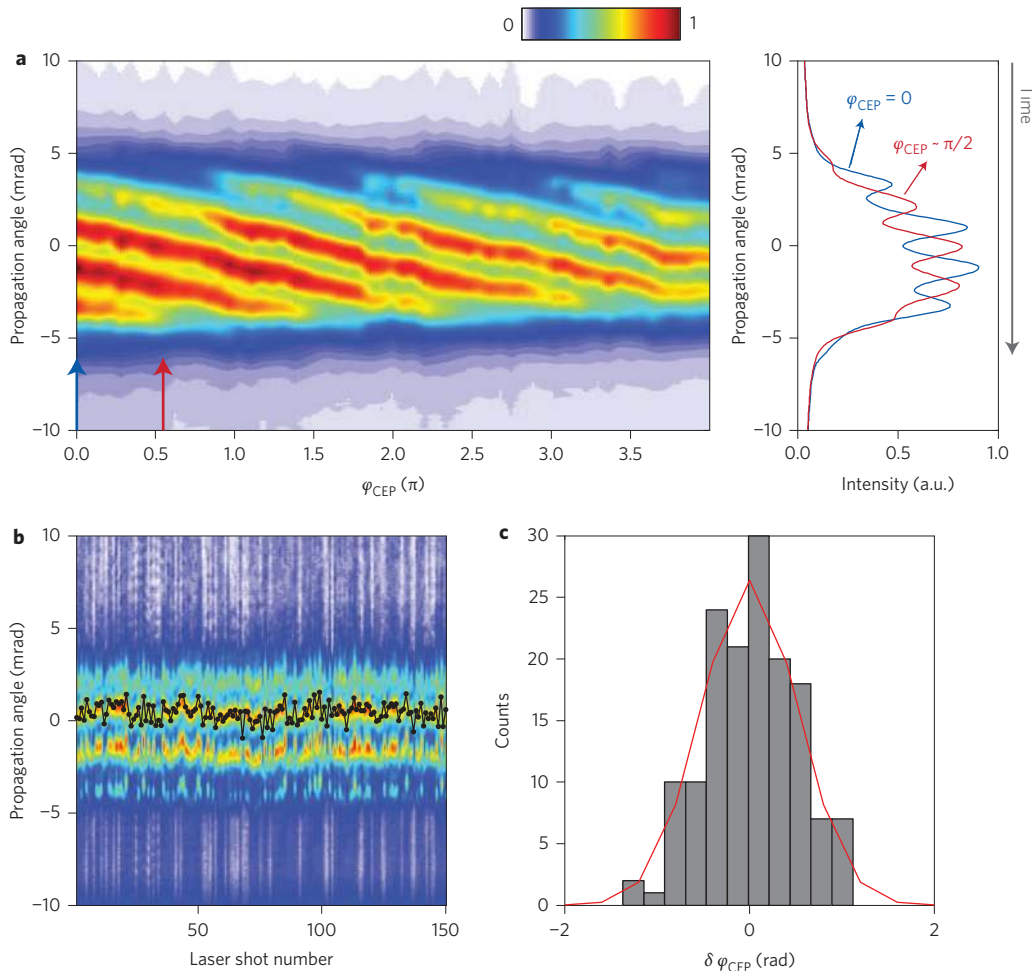 0 1
a
10
5
0
−5
−10
Propagation angle (mrad)
0.0 0.5 1.0 1.5 2.0 2.5 3.0 3.5
φCEP (π)
10
5
0
−5
−10
Propagation angle (mrad)
φCEP = 0
φCEP ~ π/2
Time
0.0 0.5 1.0
Intensity (a.u.)
b
10
5
0
−5
−10
Propagation angle (mrad)
50 100 150
Laser shot number
c
30
25
20
15
10
5
0
Counts
−2 0 2
δ φCEP (rad)